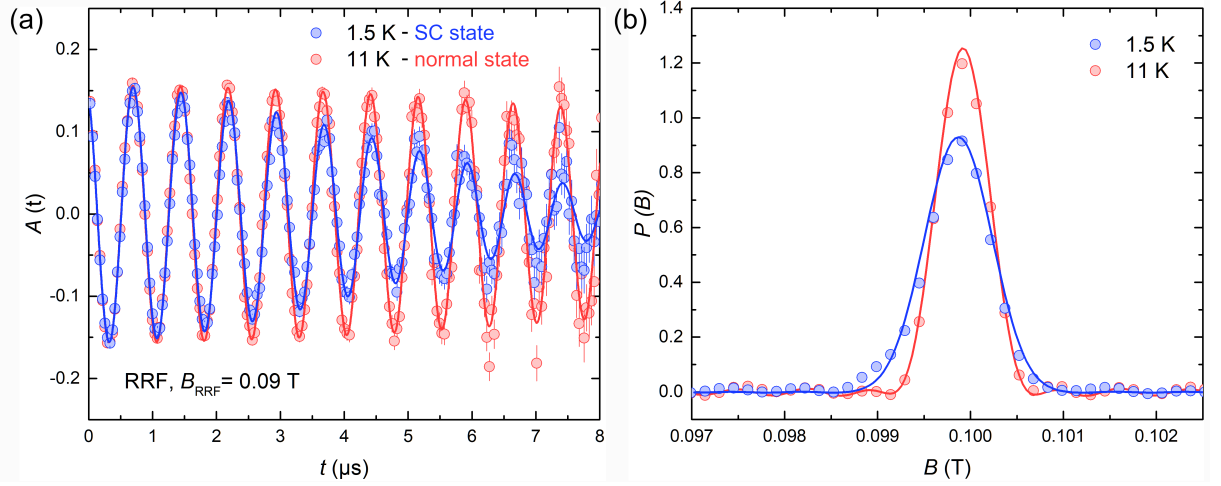 (a)
1.5 K - SC state
11 K - normal state
A (t)
0.2
0.1
0.0
-0.1
-0.2
RRF, B_RRF = 0.09 T
0 1 2 3 4 5 6 7 8
t (µs)
(b)
1.5 K
11 K
P (B)
1.4
1.2
1.0
0.8
0.6
0.4
0.2
0.0
0.097 0.098 0.099 0.100 0.101 0.102
B (T)